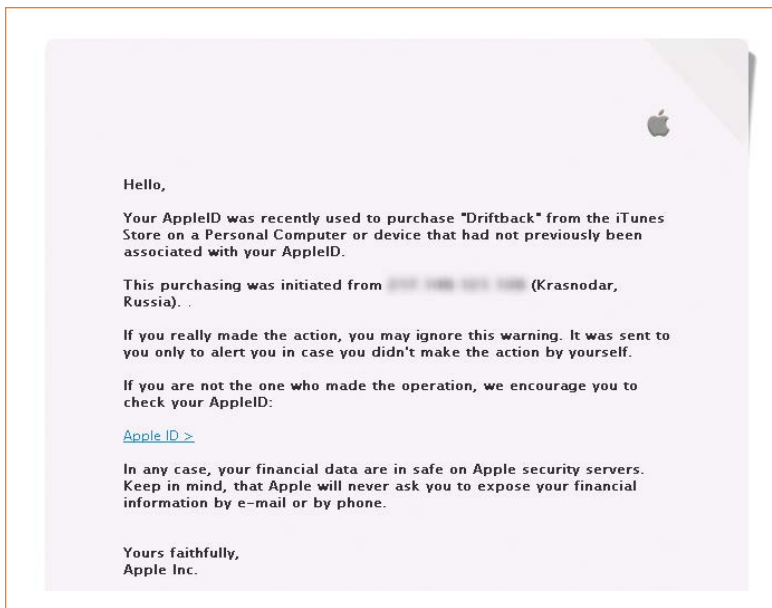 Hello,
Your AppleID was recently used to purchase "Driftback" from the iTunes
Store on a Personal Computer or device that had not previously been
associated with your AppleID.
This purchasing was initiated from (Krasnodar,
Russia). .
If you really made the action, you may ignore this warning. It was sent to
you only to alert you in case you didn't make the action by yourself.
If you are not the one who made the operation, we encourage you to
check your AppleID:
Apple ID >
In any case, your financial data are in safe on Apple security servers.
Keep in mind, that Apple will never ask you to expose your financial
information by e-mail or by phone.
Yours faithfully,
Apple Inc.